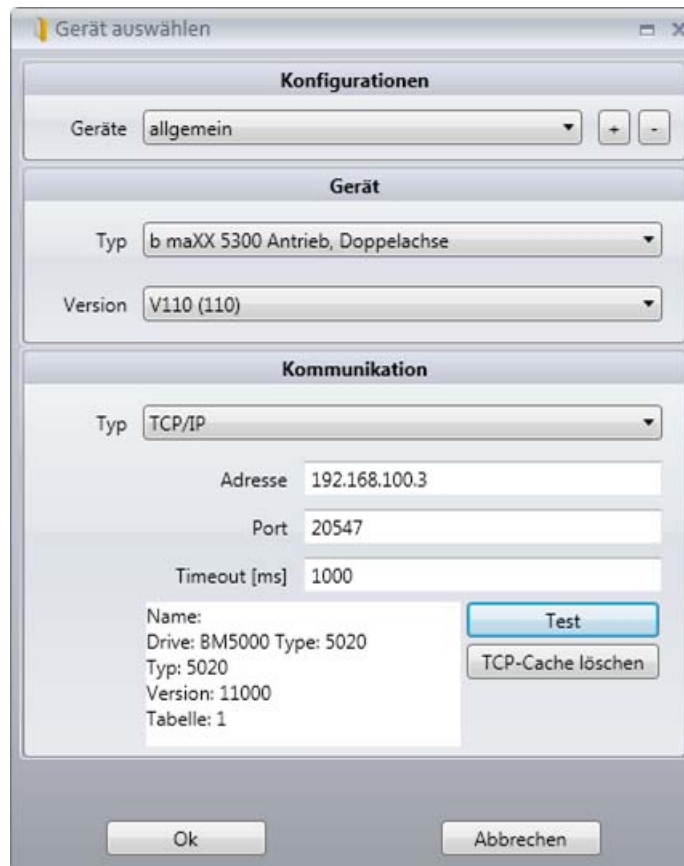 Gerät auswählen
Konfigurationen
Geräte allgemein + -
Gerät
Typ b maXX 5300 Antrieb, Doppelachse
Version V110 (110)
Kommunikation
Typ TCP/IP
Adresse 192.168.100.3
Port 20547
Timeout [ms] 1000
Name:
Drive: BM5000 Type: 5020
Typ: 5020
Version: 11000
Tabelle: 1
Test
TCP-Cache löschen
Ok Abbrechen